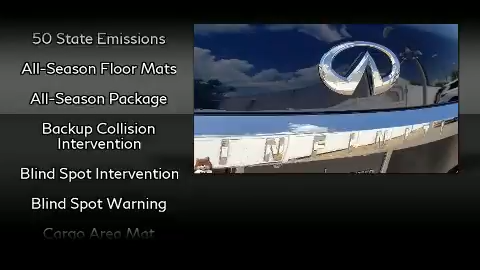 50 State Emissions
All-Season Floor Mats
All-Season Package
Backup Collision
Intervention
Blind Spot Intervention
Blind Spot Warning
Cargo Area Mat
INFINITI